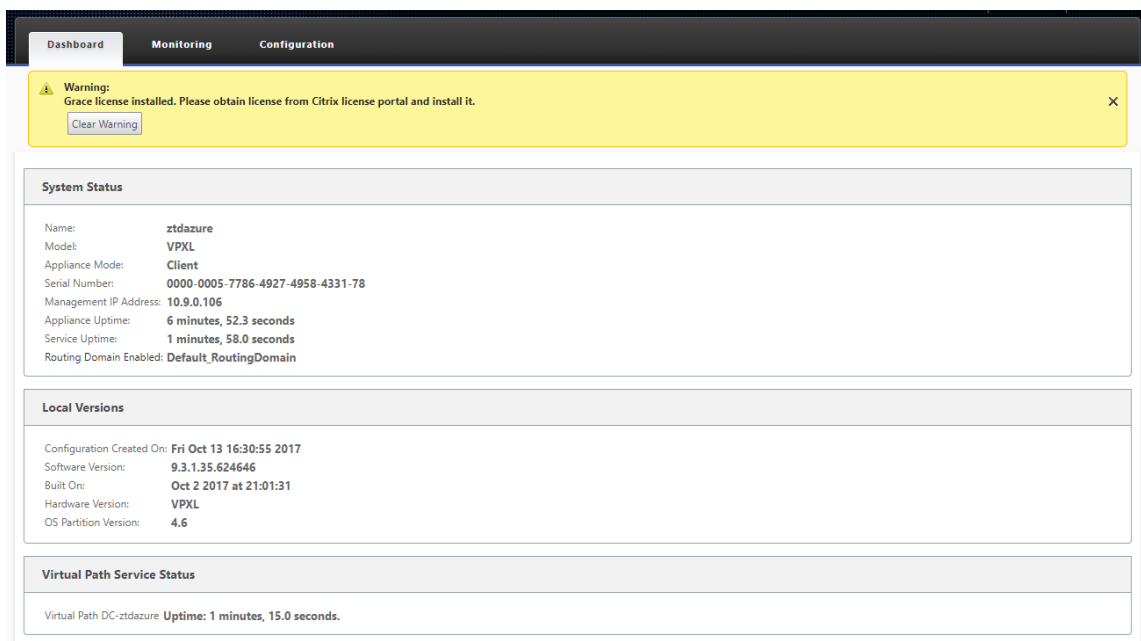 Dashboard Monitoring Configuration
Warning:
Grace license installed. Please obtain license from Citrix license portal and install it.
Clear Warning
System Status
Name: ztdazure
Model: VPXL
Appliance Mode: Client
Serial Number: 0000-0005-7786-4927-4958-4331-78
Management IP Address: 10.9.0.106
Appliance Uptime: 6 minutes, 52.3 seconds
Service Uptime: 1 minutes, 58.0 seconds
Routing Domain Enabled: Default_RoutingDomain
Local Versions
Configuration Created On: Fri Oct 13 16:30:55 2017
Software Version: 9.3.1.35.624646
Built On: Oct 2 2017 at 21:01:31
Hardware Version: VPXL
OS Partition Version: 4.6
Virtual Path Service Status
Virtual Path DC-ztdazure Uptime: 1 minutes, 15.0 seconds.